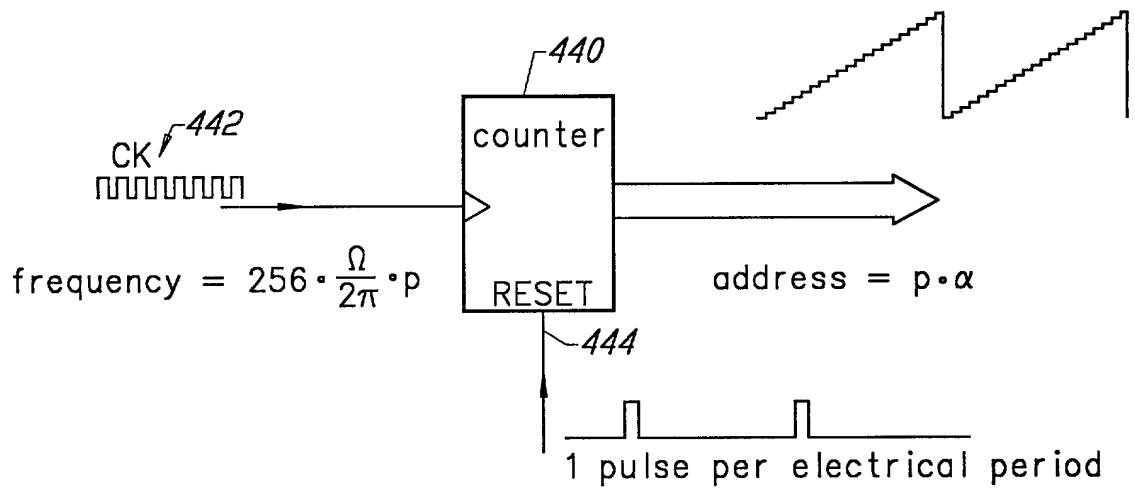 440
442
CK
counter
frequency = 256 · Ω/2π · p
RESET
address = p·α
444
1 pulse per electrical period